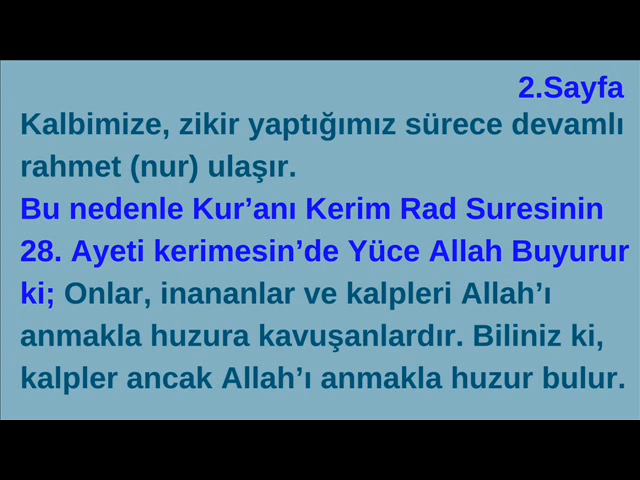 2.Sayfa
Kalbimize, zikir yaptığımız sürece devamlı
rahmet (nur) ulaşır.
Bu nedenle Kur’anı Kerim Rad Suresinin
28. Ayeti kerimesin’de Yüce Allah Buyurur
ki; Onlar, inananlar ve kalpleri Allah’ı
anmakla huzura kavuşanlardır. Biliniz ki,
kalpler ancak Allah’ı anmakla huzur bulur.